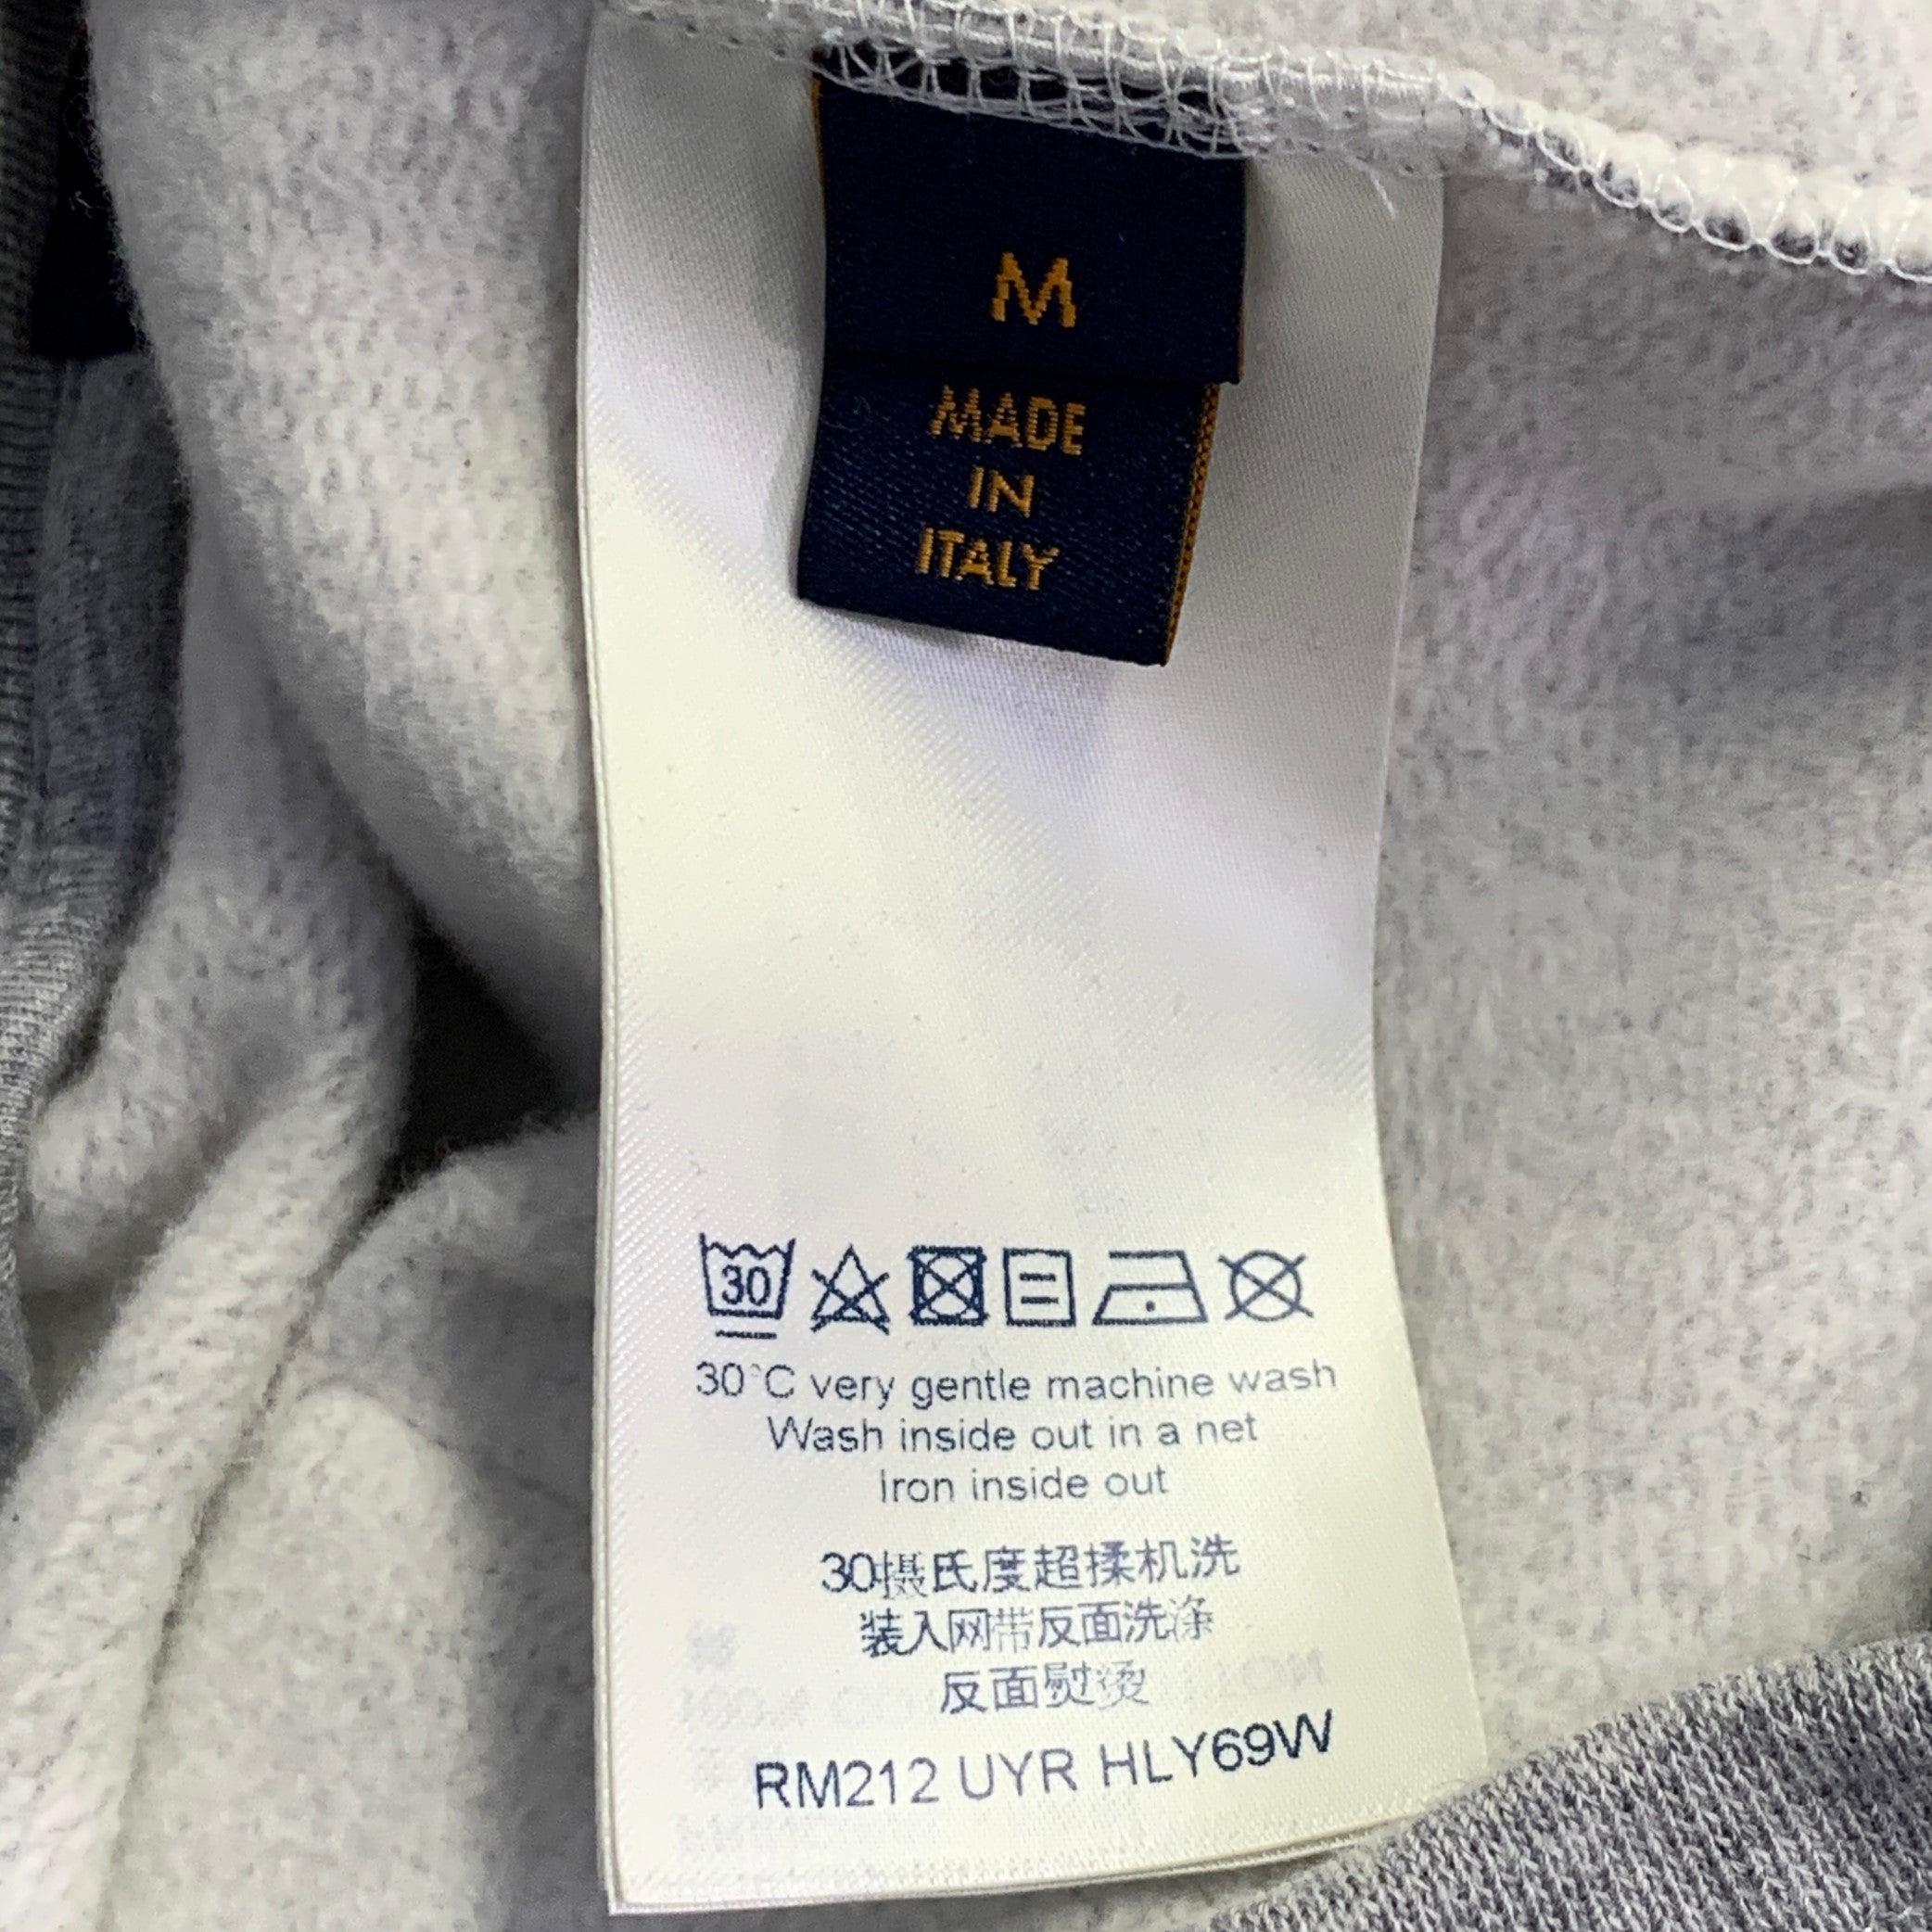 M
MADE
IN
ITALY
30
30°C very gentle machine wash
Wash inside out in a net
Iron inside out
30摄氏度超揉机洗
装入网带反面洗涤
反面熨烫
RM212 UYR HLY69W